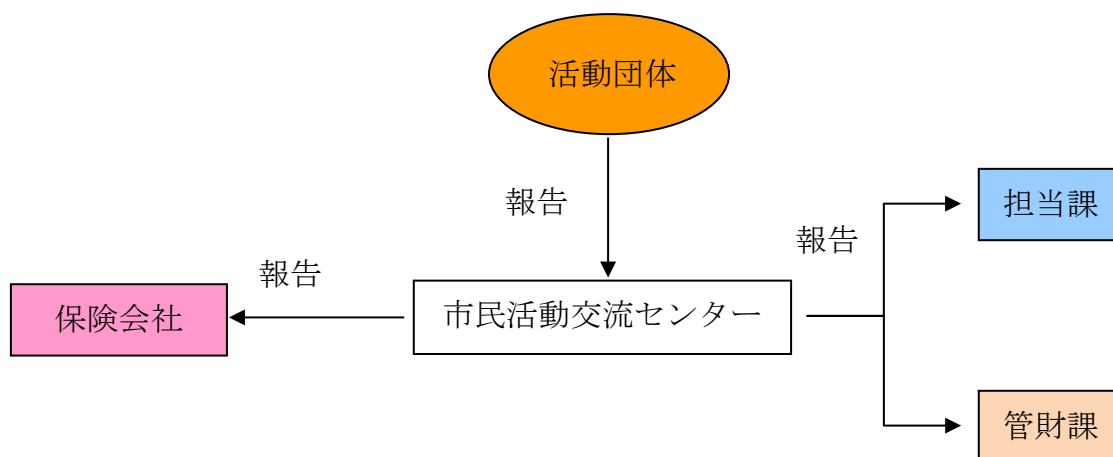 活動団体
報告
担当課
報告
報告
保険会社
市民活動交流センター
管財課